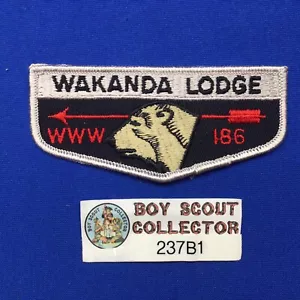 WAKANDA LODGE
WWW 186
BOY SCOUT
COLLECTOR
237B1